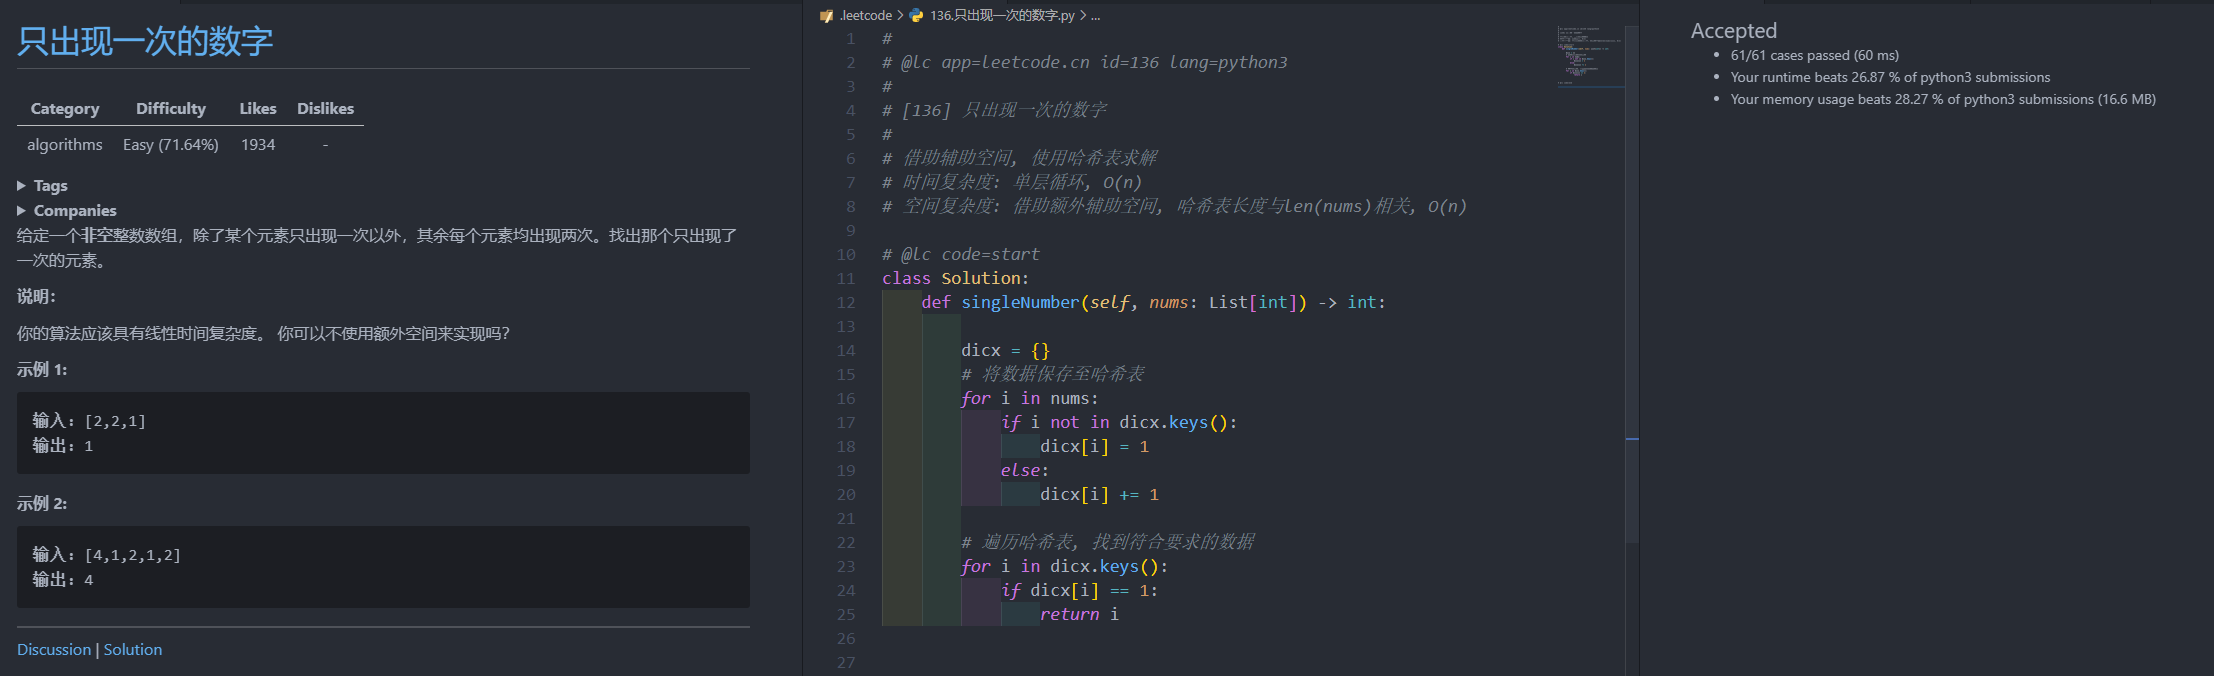 只出现一次的数字
Category Difficulty Likes Dislikes
algorithms Easy (71.64%) 1934 -
Tags
Companies
给定一个非空整数数组，除了某个元素只出现一次以外，其余每个元素均出现两次。找出那个只出现了
一次的元素。
说明：
你的算法应该具有线性时间复杂度。 你可以不使用额外空间来实现吗？
示例 1:
输入: [2,2,1]
输出: 1
示例 2:
输入: [4,1,2,1,2]
输出: 4
Discussion | Solution
.leetcode > 136.只出现一次的数字.py > ...
1 #
2 # @lc app=leetcode.cn id=136 lang=python3
3 #
4 # [136] 只出现一次的数字
5 #
6 # 借助辅助空间, 使用哈希表求解
7 # 时间复杂度: 单层循环, O(n)
8 # 空间复杂度: 借助额外辅助空间, 哈希表长度与len(nums)相关, O(n)
9
10 # @lc code=start
11 class Solution:
12     def singleNumber(self, nums: List[int]) -> int:
13
14         dicx = {}
15         # 将数据保存至哈希表
16         for i in nums:
17             if i not in dicx.keys():
18                 dicx[i] = 1
19             else:
20                 dicx[i] += 1
21
22         # 遍历哈希表, 找到符合要求的数据
23         for i in dicx.keys():
24             if dicx[i] == 1:
25                 return i
26
27
Accepted
• 61/61 cases passed (60 ms)
• Your runtime beats 26.87 % of python3 submissions
• Your memory usage beats 28.27 % of python3 submissions (16.6 MB)